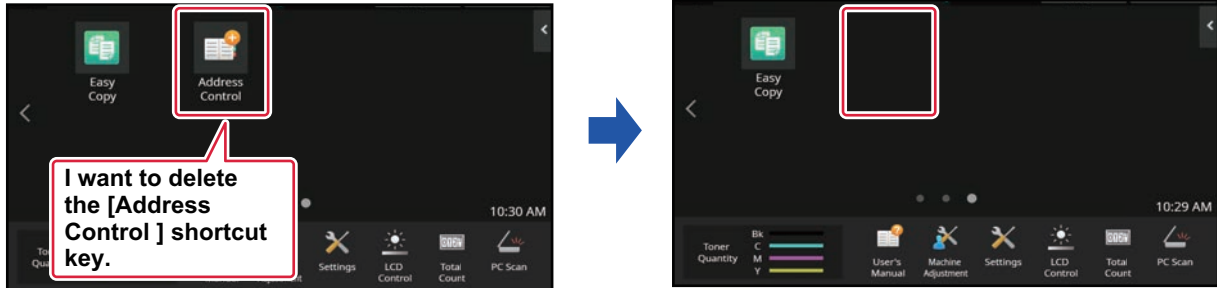 Easy
Copy
Address
Control
I want to delete
the [Address
Control ] shortcut
key.
10:30 AM
Settings
LCD
Control
Total
Count
PC Scan
Easy
Copy
10:29 AM
Toner
Quantity
Bk
C
M
Y
User's
Manual
Machine
Adjustment
Settings
LCD
Control
Total
Count
PC Scan